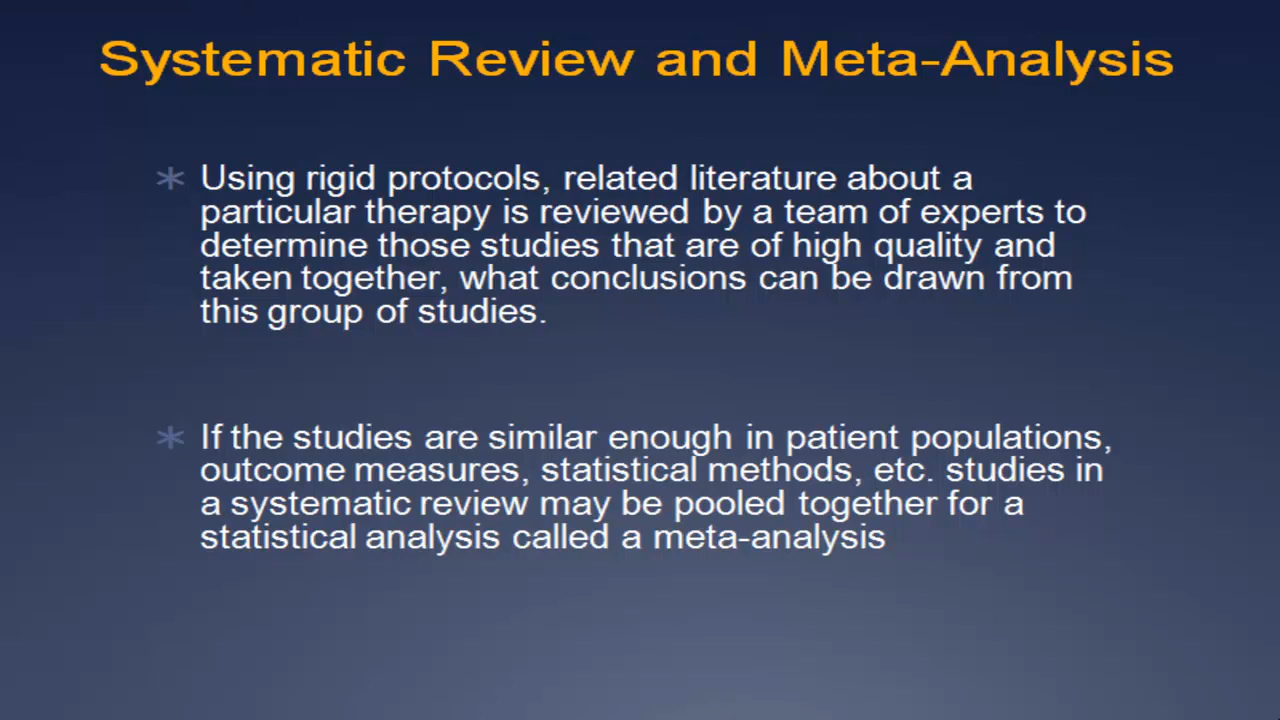 Systematic Review and Meta-Analysis
* Using rigid protocols, related literature about a
particular therapy is reviewed by a team of experts to
determine those studies that are of high quality and
taken together, what conclusions can be drawn from
this group of studies.
* If the studies are similar enough in patient populations,
outcome measures, statistical methods, etc. studies in
a systematic review may be pooled together for a
statistical analysis called a meta-analysis